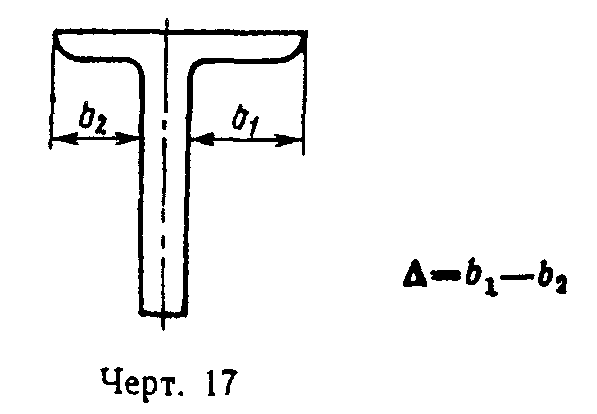 b₂ b₁
Δ=b₁—b₂
Черт. 17